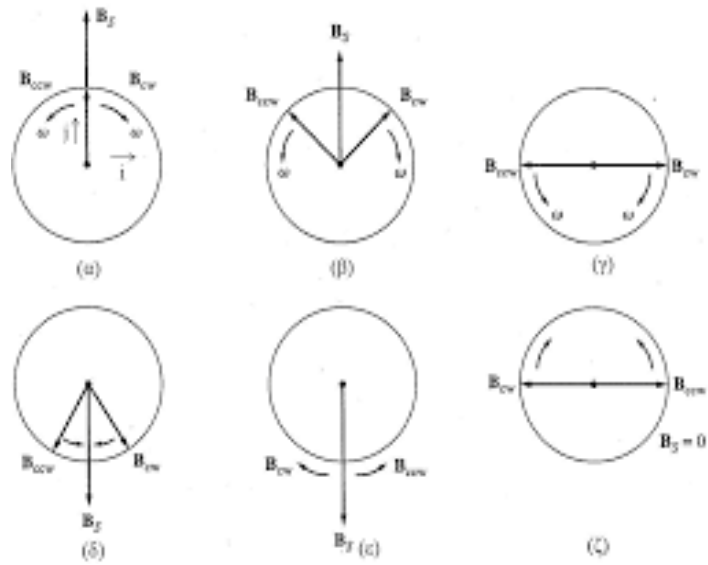 B_S
B_ccw B_cw
ω j ω
i
(α)
B_S
B_ccw B_cw
ω ω
(β)
B_ccw B_cw
ω ω
(γ)
B_ccw B_cw
B_S
(δ)
B_cw B_ccw
B_S (ε)
B_cw B_ccw
B_S = 0
(ζ)